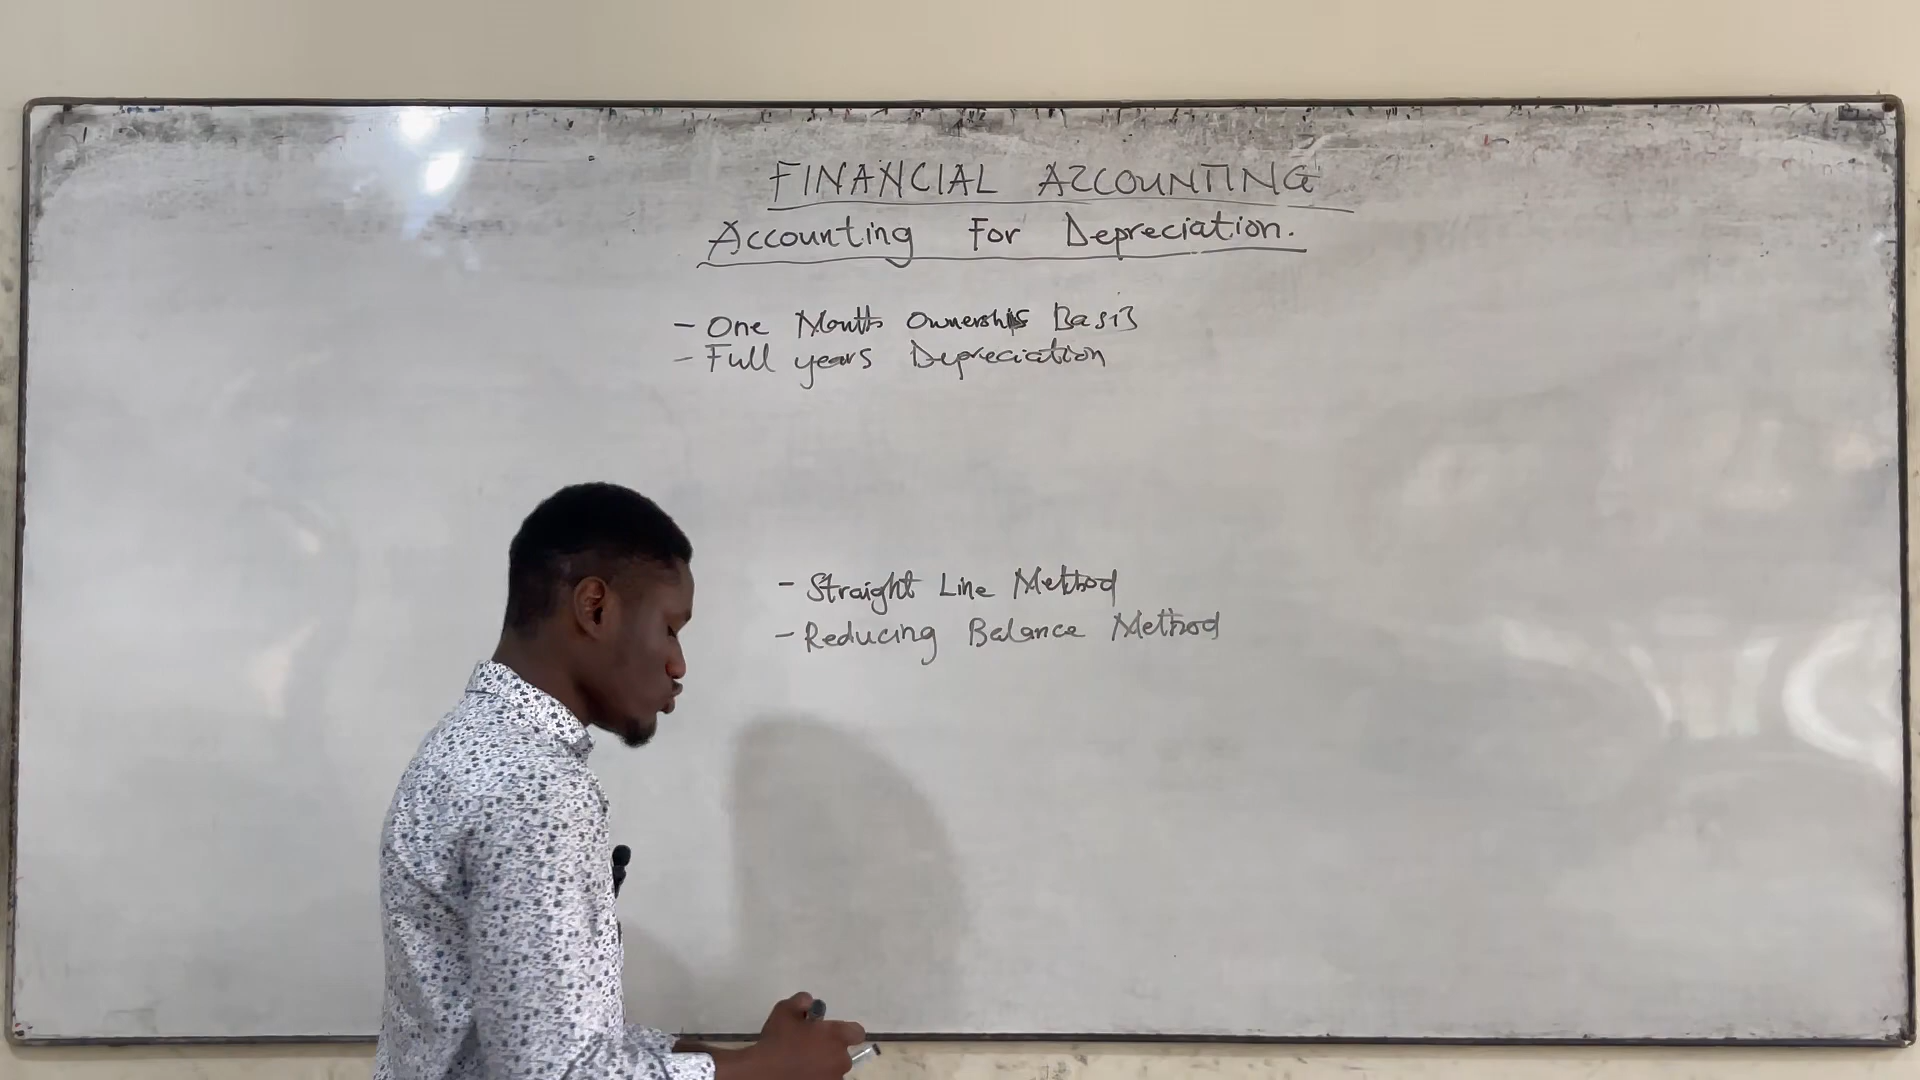 FINANCIAL ACCOUNTING
Accounting For Depreciation.
- One Month Ownership Basis
- Full years Depreciation
- Straight Line Method
- Reducing Balance Method